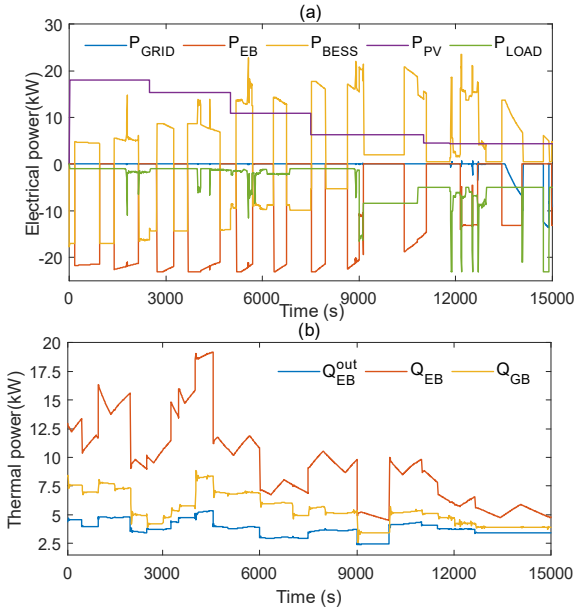 (a)
P_GRID P_EB P_BESS P_PV P_LOAD
Electrical power(kW)
30
20
10
0
-10
-20
0 3000 6000 9000 12000 15000
Time (s)
(b)
Q_EB^out Q_EB Q_GB
Thermal power(kW)
20
17.5
15
12.5
10
7.5
5
2.5
0 3000 6000 9000 12000 15000
Time (s)